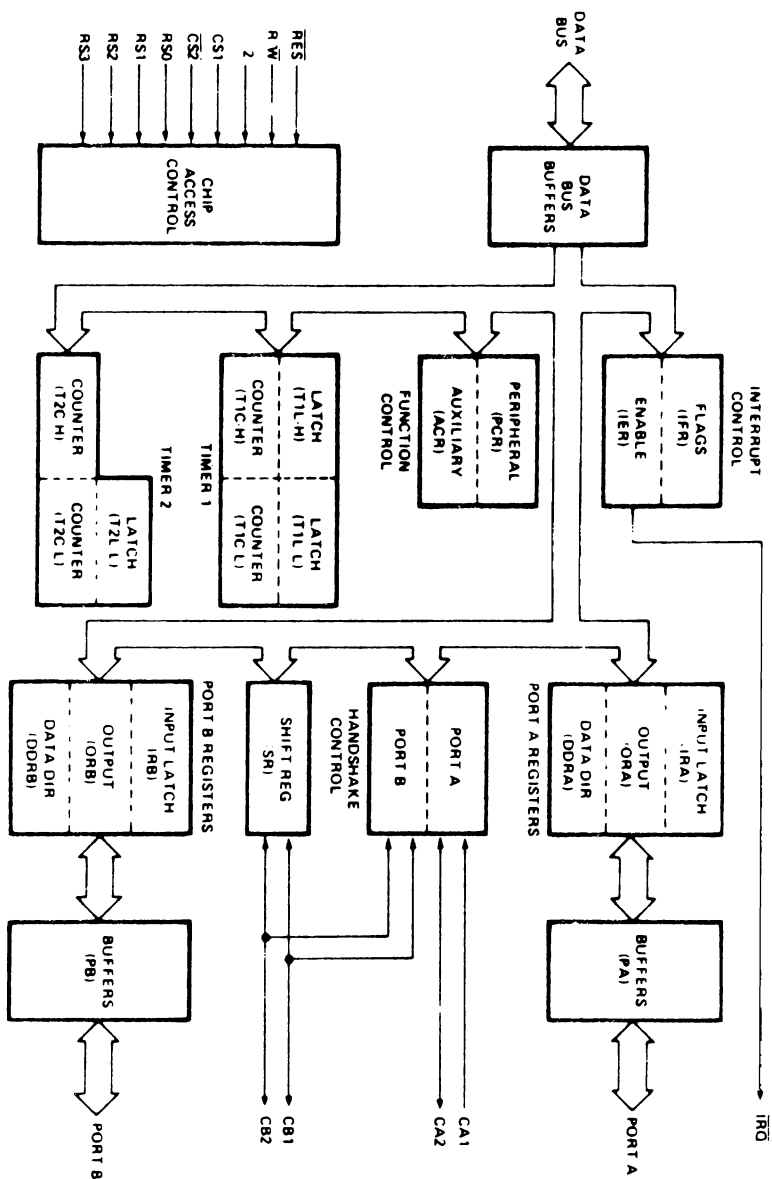 DATA
BUS
DATA
BUS
BUFFERS
RES
R W
2
CS1
CS2
RS0
RS1
RS2
RS3
CHIP
ACCESS
CONTROL
INTERRUPT
CONTROL
FLAGS
(IFR)
ENABLE
(IER)
PERIPHERAL
(PCR)
AUXILIARY
(ACR)
FUNCTION
CONTROL
LATCH
(T1L-H)
LATCH
(T1L L)
COUNTER
(T1C-H)
COUNTER
(T1C L)
TIMER 1
LATCH
(T2L L)
COUNTER
(T2C H)
COUNTER
(T2C L)
TIMER 2
INPUT LATCH
(IRA)
OUTPUT
(ORA)
DATA DIR
(DDRA)
PORT A REGISTERS
BUFFERS
(PA)
PORT A
IRQ
PORT A
PORT B
HANDSHAKE
CONTROL
CA1
CA2
SHIFT REG
SR)
CB1
CB2
PORT B REGISTERS
INPUT LATCH
IRB)
OUTPUT
(ORB)
DATA DIR
(DDRB)
BUFFERS
(PB)
PORT B